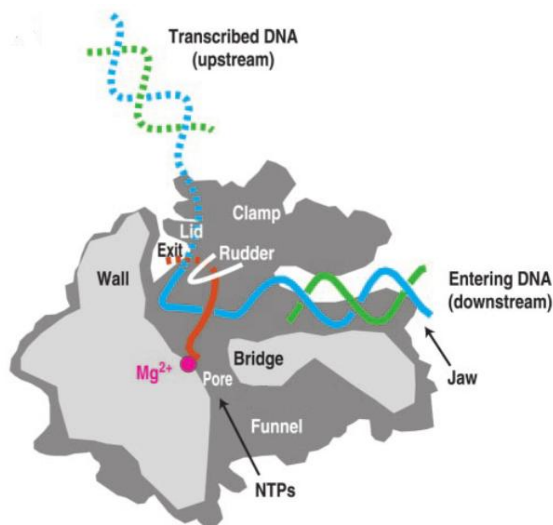 Transcribed DNA
(upstream)
Clamp
Lid
Exit
Rudder
Wall
Entering DNA
(downstream)
Bridge
Mg2+
Pore
Jaw
Funnel
NTPs